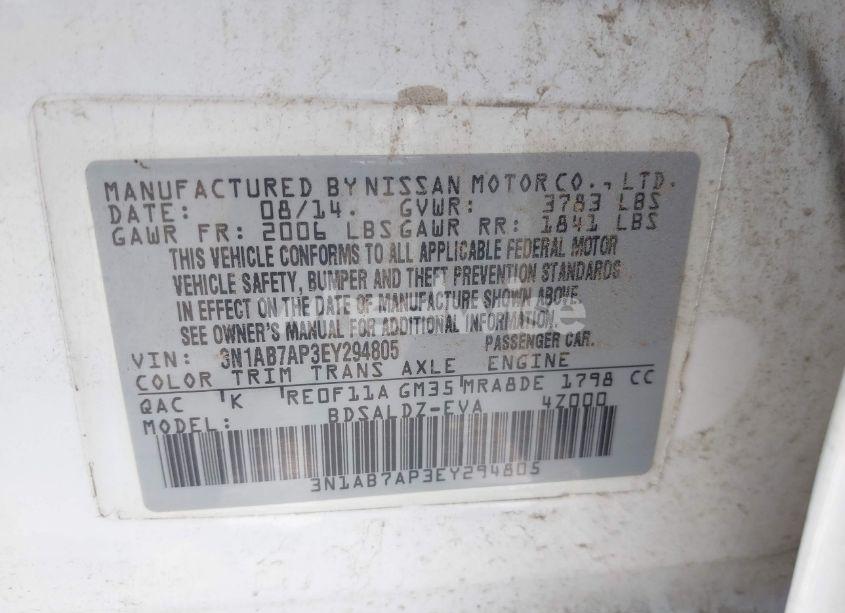 MANUFACTURED BY NISSAN MOTOR CO., LTD.
DATE: 08/14. GVWR: 3783 LBS
GAWR FR: 2006 LBS GAWR RR: 1841 LBS
THIS VEHICLE CONFORMS TO ALL APPLICABLE FEDERAL MOTOR
VEHICLE SAFETY, BUMPER AND THEFT PREVENTION STANDARDS
IN EFFECT ON THE DATE OF MANUFACTURE SHOWN ABOVE.
SEE OWNER'S MANUAL FOR ADDITIONAL INFORMATION.
VIN: 3N1AB7AP3EY294805 PASSENGER CAR.
COLOR TRIM TRANS AXLE ENGINE
QAC 'K 'RE0F11A GM35'MRA8DE 1798 CC
MODEL: BDSALDZ-EVA 4Z000
3N1AB7AP3EY294805